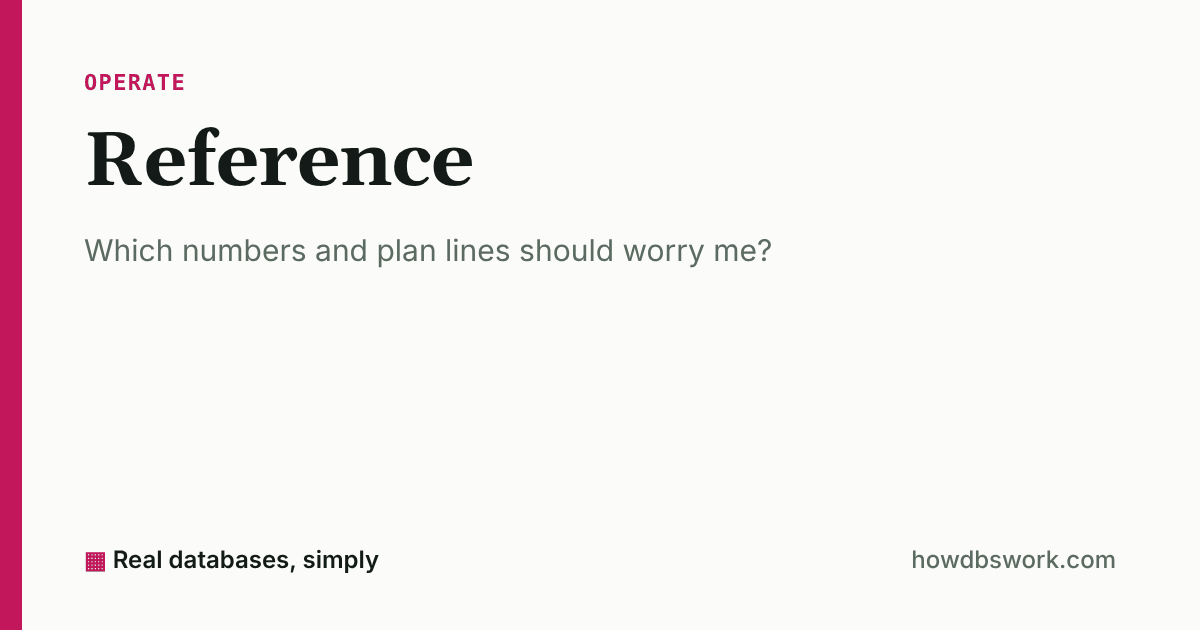 OPERATE
Reference
Which numbers and plan lines should worry me?
Real databases, simply
howdbswork.com